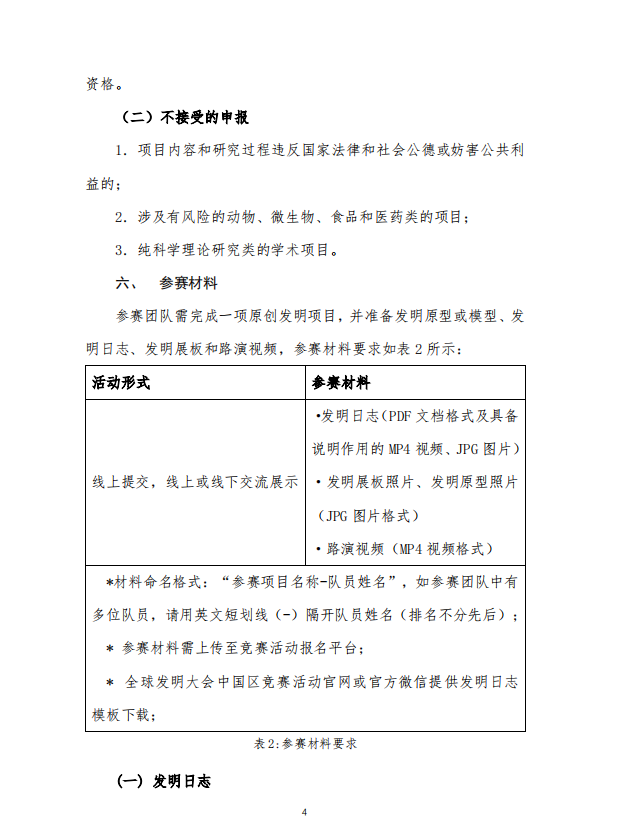 资格。
（二）不接受的申报
1. 项目内容和研究过程违反国家法律和社会公德或妨害公共利
益的；
2. 涉及有风险的动物、微生物、食品和医药类的项目；
3. 纯科学理论研究类的学术项目。
六、 参赛材料
参赛团队需完成一项原创发明项目，并准备发明原型或模型、发
明日志、发明展板和路演视频，参赛材料要求如表 2 所示：
活动形式 参赛材料
·发明日志（PDF 文档格式及具备
说明作用的 MP4 视频、JPG 图片）
线上提交，线上或线下交流展示
·发明展板照片、发明原型照片
（JPG 图片格式）
·路演视频（MP4 视频格式）
*材料命名格式：“参赛项目名称-队员姓名”，如参赛团队中有
多位队员，请用英文短划线（-）隔开队员姓名（排名不分先后）；
* 参赛材料需上传至竞赛活动报名平台；
* 全球发明大会中国区竞赛活动官网或官方微信提供发明日志
模板下载；
表 2:参赛材料要求
(一) 发明日志
4